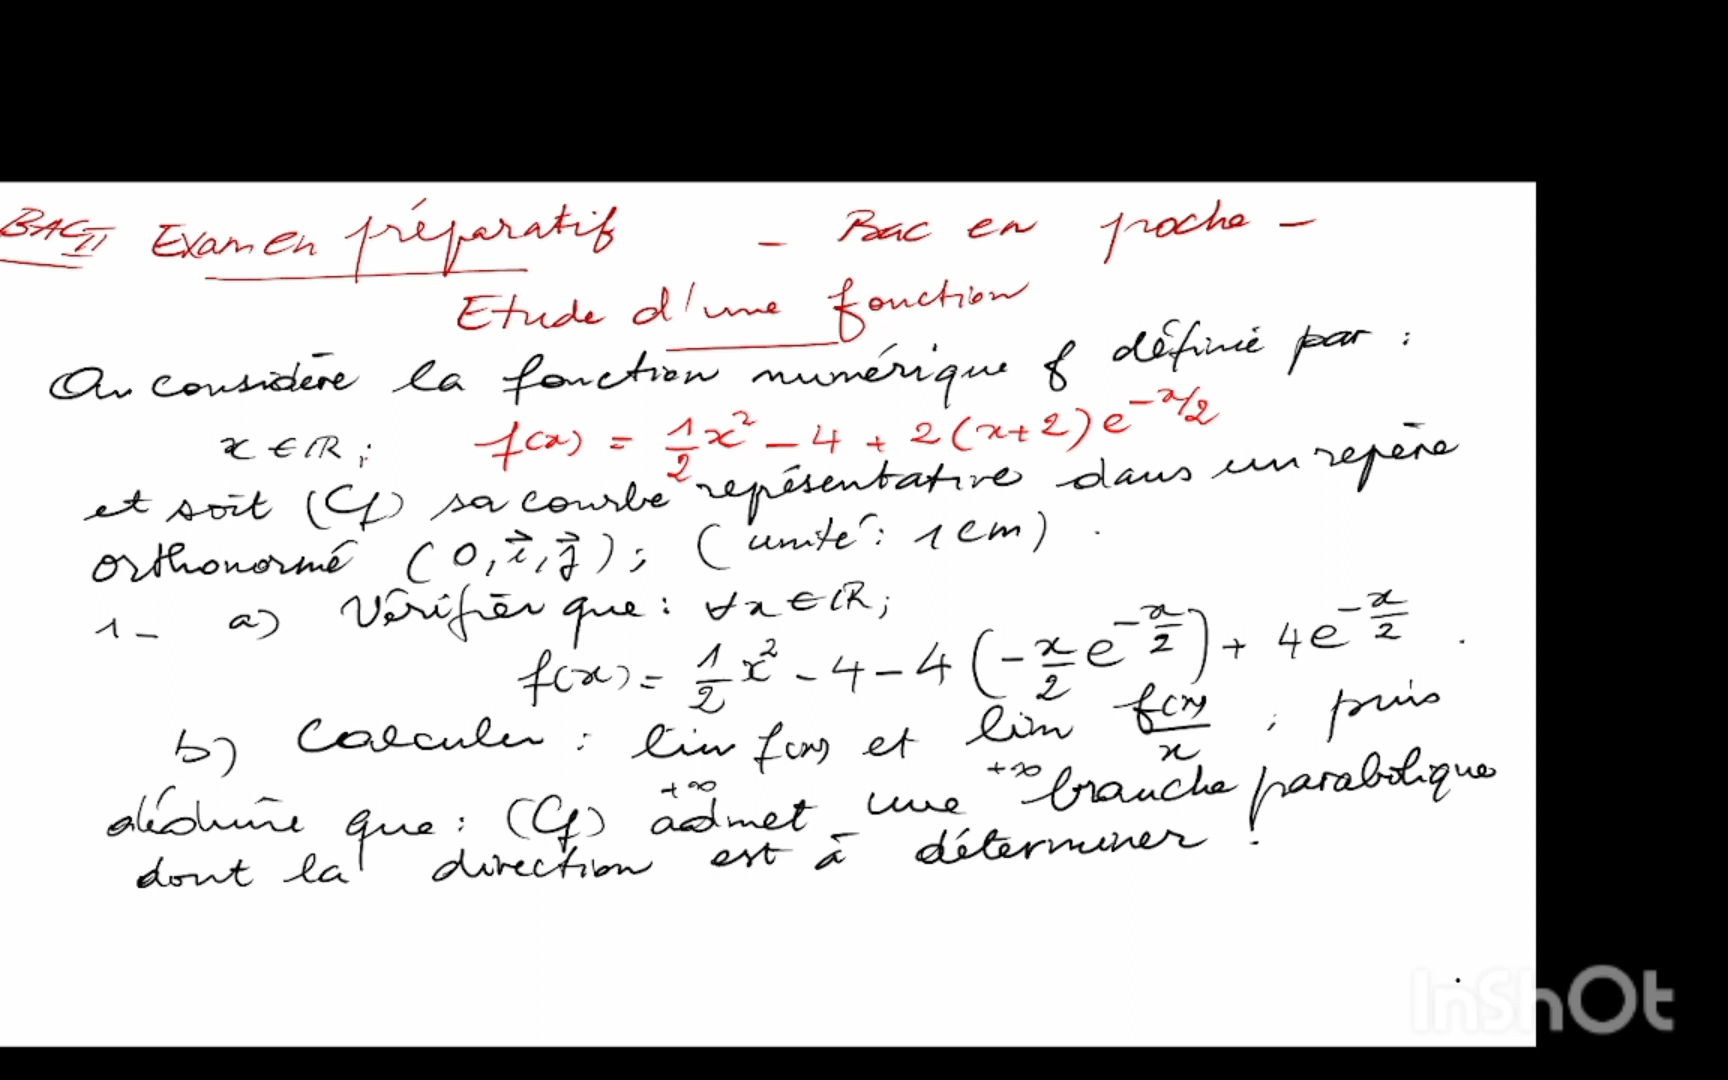 BAC II Examen préparatif - Bac en poche -
Etude d'une fonction
On considère la fonction numérique f définie par :
x ∈ ℝ ; f(x) = 1/2 x² - 4 + 2(x+2)e^(-x/2)
et soit (Cf) sa courbe représentative dans un repère
orthonormé (O, i⃗, j⃗) ; (unité : 1 cm) .
1- a) Vérifier que : ∀x ∈ ℝ ;
f(x) = 1/2 x² - 4 - 4(-x/2 e^(-x/2)) + 4e^(-x/2) .
b) Calculer : lim f(x) et lim f(x)/x ; puis
+∞ +∞
déduire que : (Cf) admet une branche parabolique
dont la direction est à déterminer !
InShOt